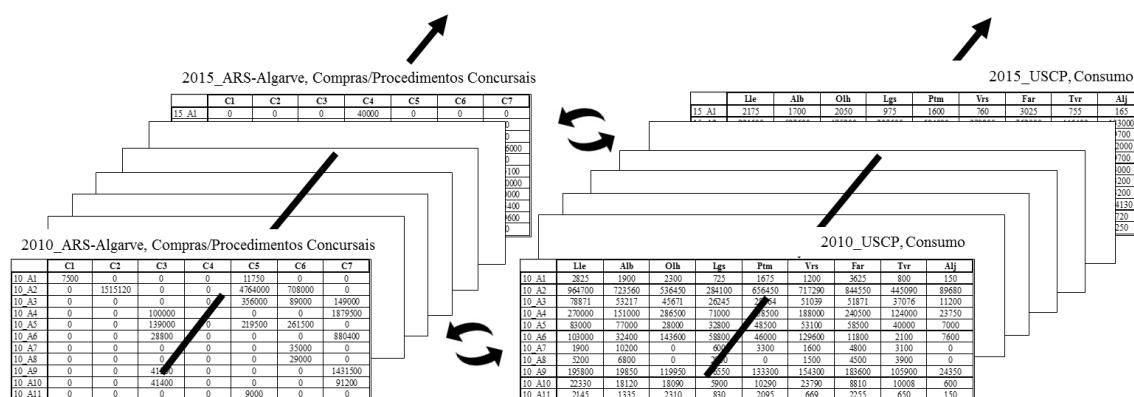 2015_ARS-Algarve, Compras/Procedimentos Concursais
C1 C2 C3 C4 C5 C6 C7
15_A1 0 0 0 40000 0 0 0
2015_USCP, Consumo
Lle Alb Olh Lgs Ptm Vrs Far Tvr Alj
15_A1 2175 1700 2050 975 1600 760 3025 755 165
2010_ARS-Algarve, Compras/Procedimentos Concursais
C1 C2 C3 C4 C5 C6 C7
10_A1 7500 0 0 0 11750 0 0
10_A2 0 1515120 0 0 4764000 708000 0
10_A3 0 0 0 0 356000 89000 149000
10_A4 0 0 100000 0 0 1879500
10_A5 0 0 139000 0 219500 261500 0
10_A6 0 0 28800 0 0 880400
10_A7 0 0 0 0 0 35000 0
10_A8 0 0 0 0 29000 0
10_A9 0 0 0 0 0 1431500
10_A10 0 0 41400 0 0 0 91200
10_A11 0 0 0 0 9000 0 0
2010_USCP, Consumo
Lle Alb Olh Lgs Ptm Vrs Far Tvr Alj
10_A1 2825 1900 2300 725 1675 1200 3625 800 150
10_A2 964700 723560 536450 284100 656450 717290 844550 445090 89680
10_A3 78871 53217 45671 26245 51039 51871 37076 11200
10_A4 270000 151000 286500 71000 188000 240500 124000 23750
10_A5 83000 77000 28000 32800 48500 53100 58500 40000 7000
10_A6 103000 32400 143600 58800 46000 129600 11800 2100 7600
10_A7 1900 10200 0 3300 1600 4800 3100 0
10_A8 5200 6800 0 0 1500 4500 3900 0
10_A9 195800 19850 119950 133300 154300 183600 105900 24350
10_A10 22330 18120 18090 5900 10290 23790 8810 10008 600
10_A11 2145 1335 2310 830 2095 669 2255 650 150